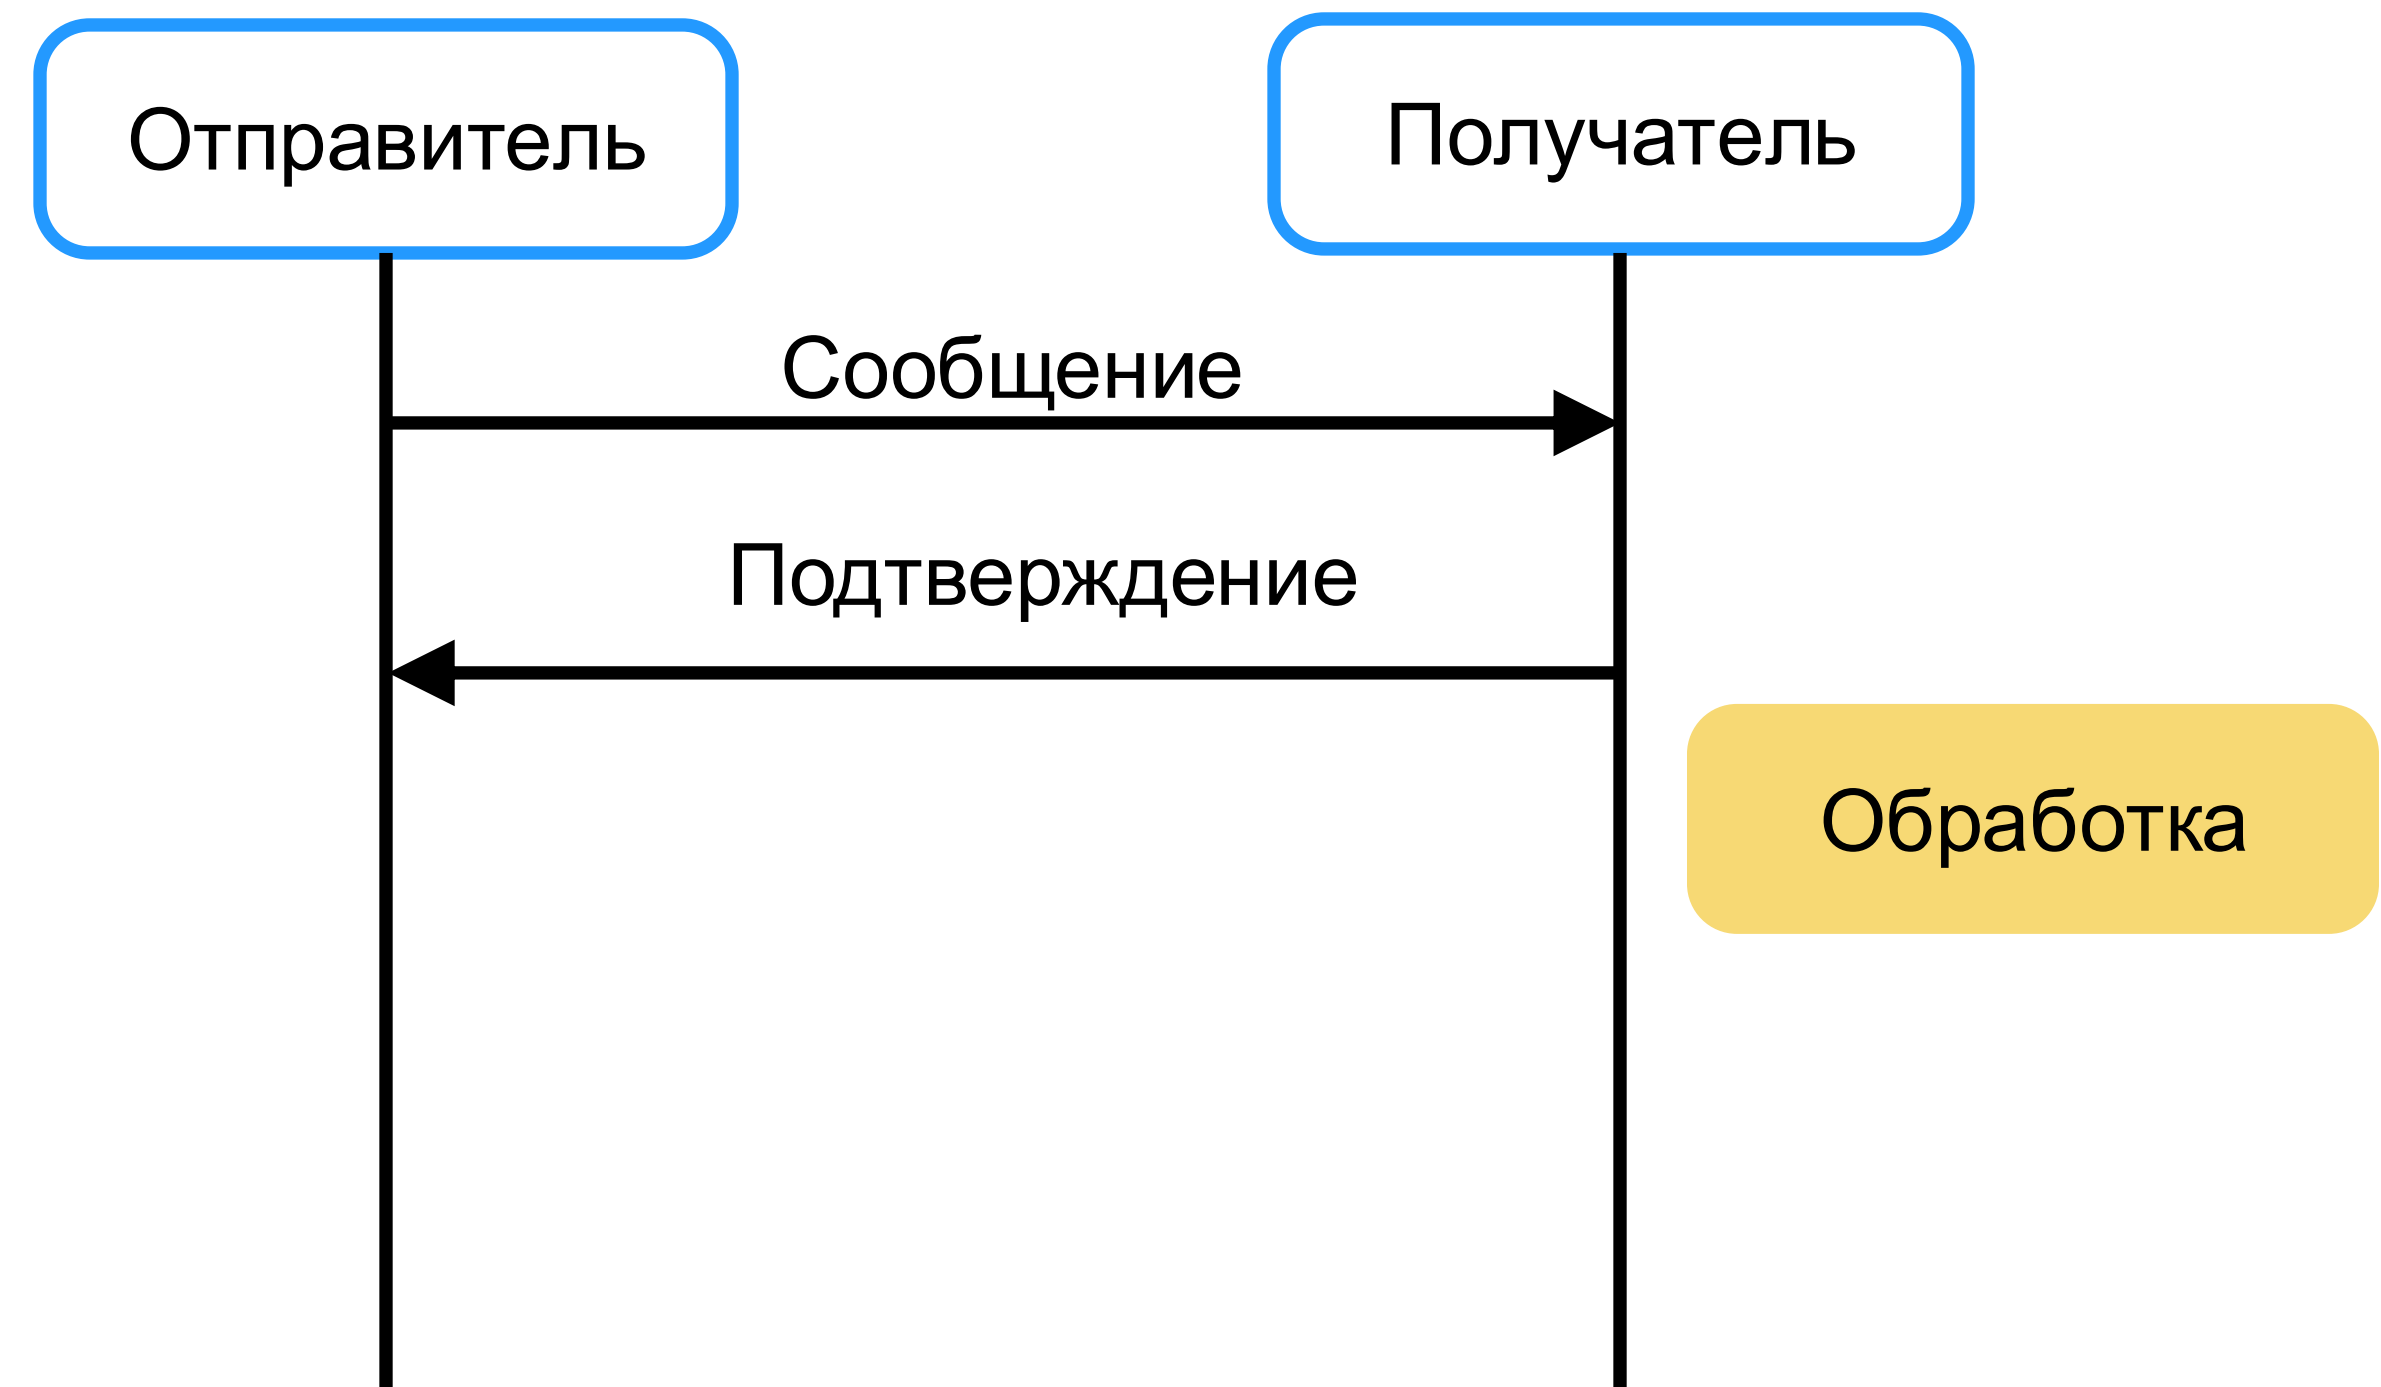 Отправитель
Получатель
Сообщение
Подтверждение
Обработка